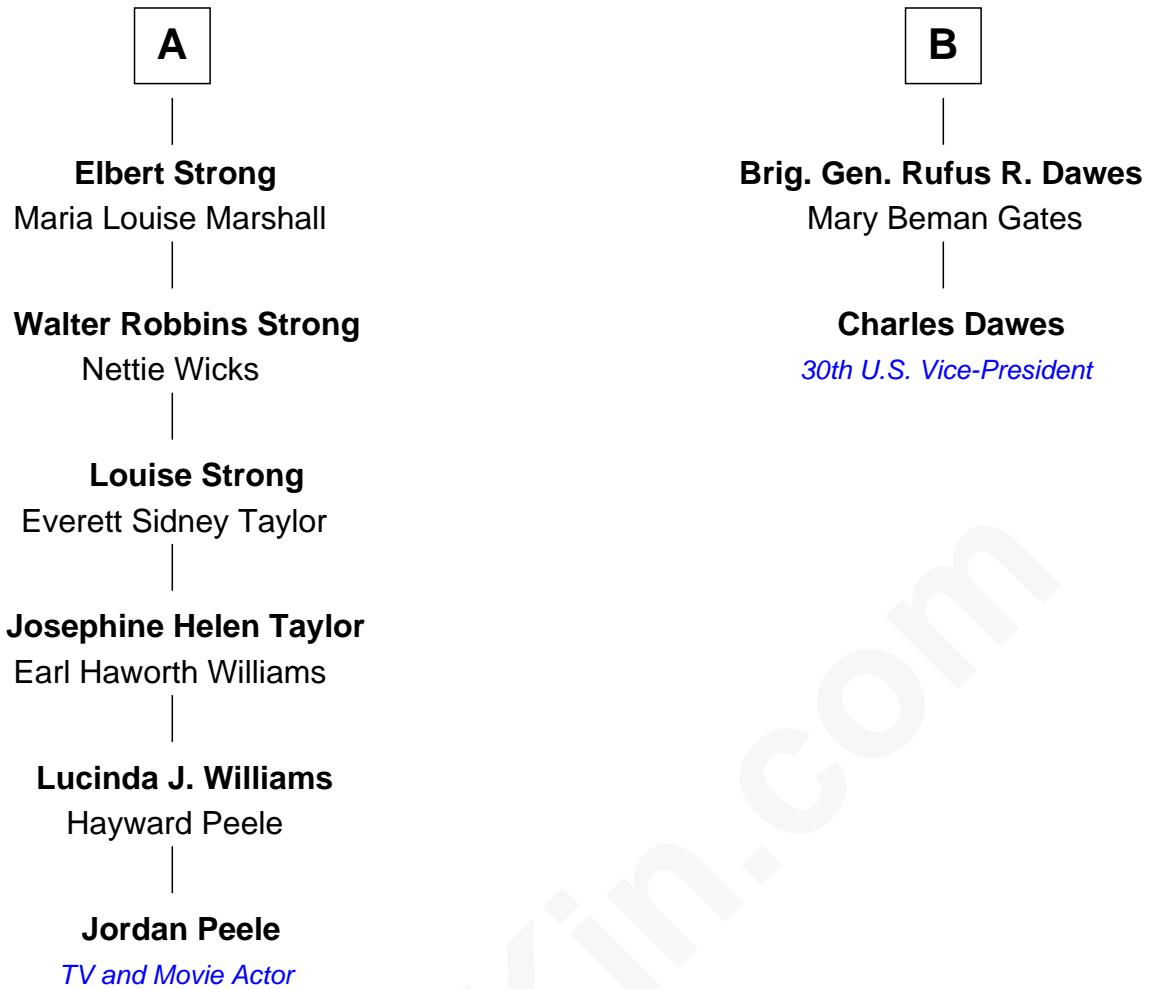 A
Elbert Strong
Maria Louise Marshall
Walter Robbins Strong
Nettie Wicks
Louise Strong
Everett Sidney Taylor
Josephine Helen Taylor
Earl Haworth Williams
Lucinda J. Williams
Hayward Peele
Jordan Peele
TV and Movie Actor
B
Brig. Gen. Rufus R. Dawes
Mary Beman Gates
Charles Dawes
30th U.S. Vice-President